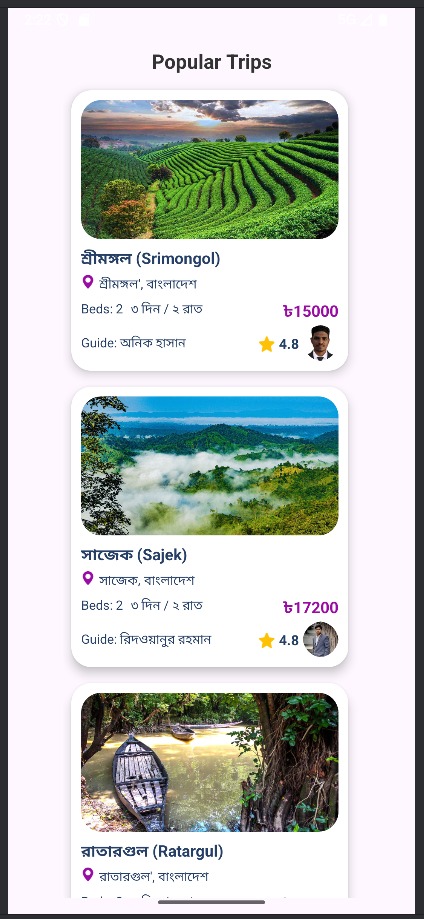 Popular Trips
শ্রীমঙ্গল (Srimongol)
শ্রীমঙ্গল', বাংলাদেশ
Beds: 2 ৩ দিন / ২ রাত
৳15000
Guide: অনিক হাসান
4.8
সাজেক (Sajek)
সাজেক, বাংলাদেশ
Beds: 2 ৩ দিন / ২ রাত
৳17200
Guide: রিদওয়ানুর রহমান
4.8
রাতারগুল (Ratargul)
রাতারগুল', বাংলাদেশ